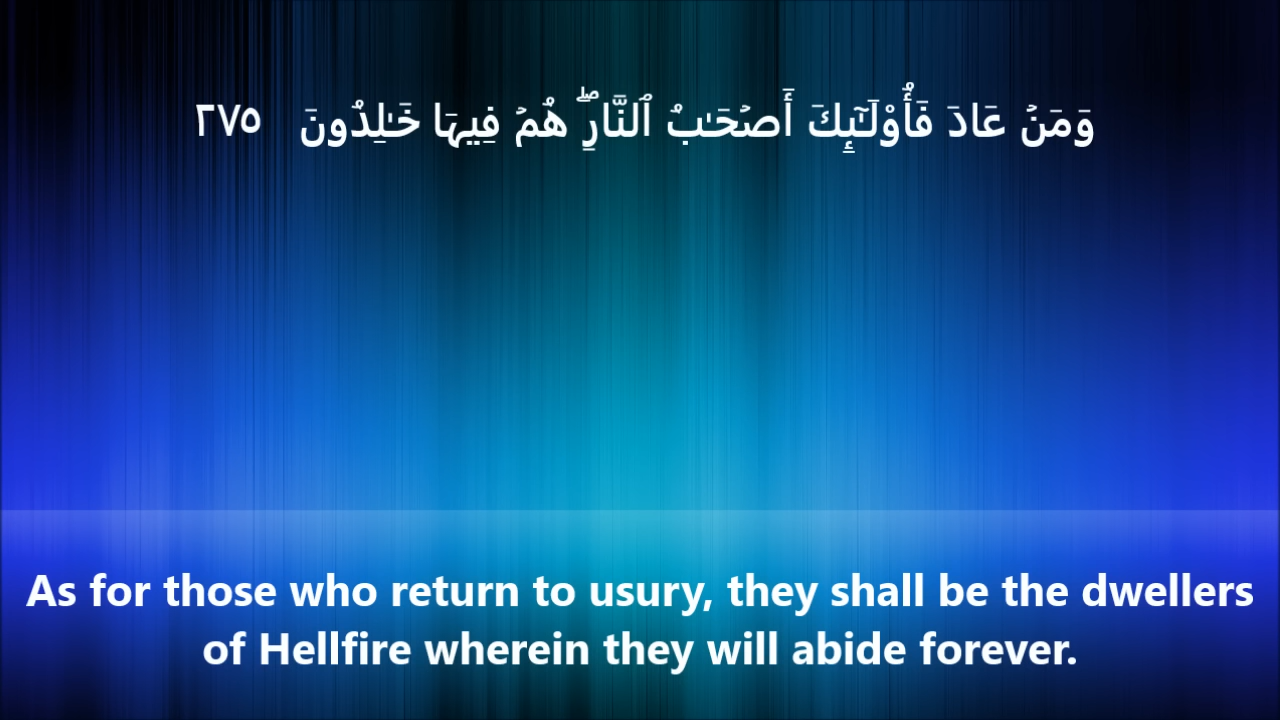 وَمَنۡ عَادَ فَأُوْلَـٰٓئِكَ أَصۡحَـٰبُ ٱلنَّارِۖ هُمۡ فِيهَا خَـٰلِدُونَ ٢٧٥
As for those who return to usury, they shall be the dwellers
of Hellfire wherein they will abide forever.